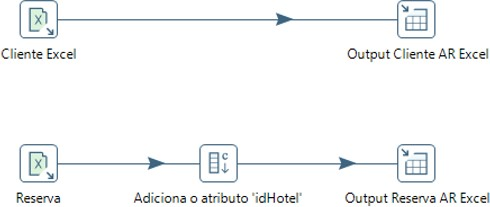 Cliente Excel
Output Cliente AR Excel
Reserva
Adiciona o atributo 'idHotel'
Output Reserva AR Excel